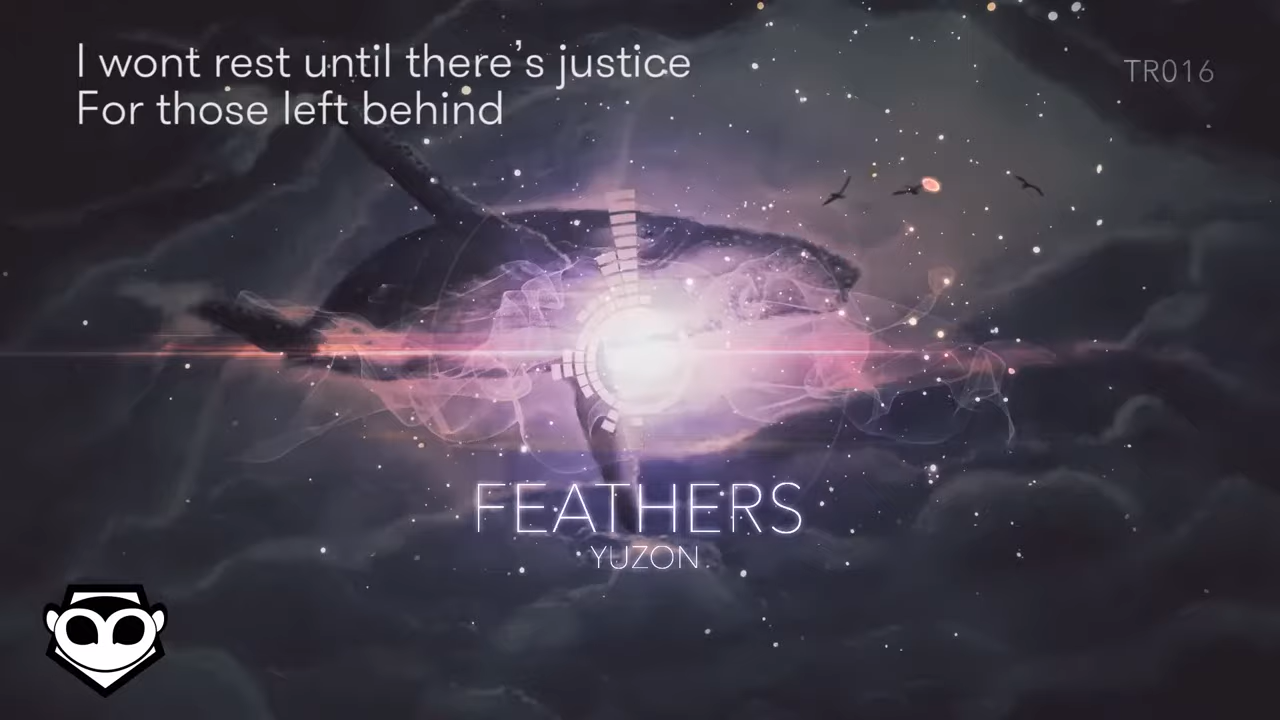 I wont rest until there’s justice
For those left behind
TR016
FEATHERS
YUZON